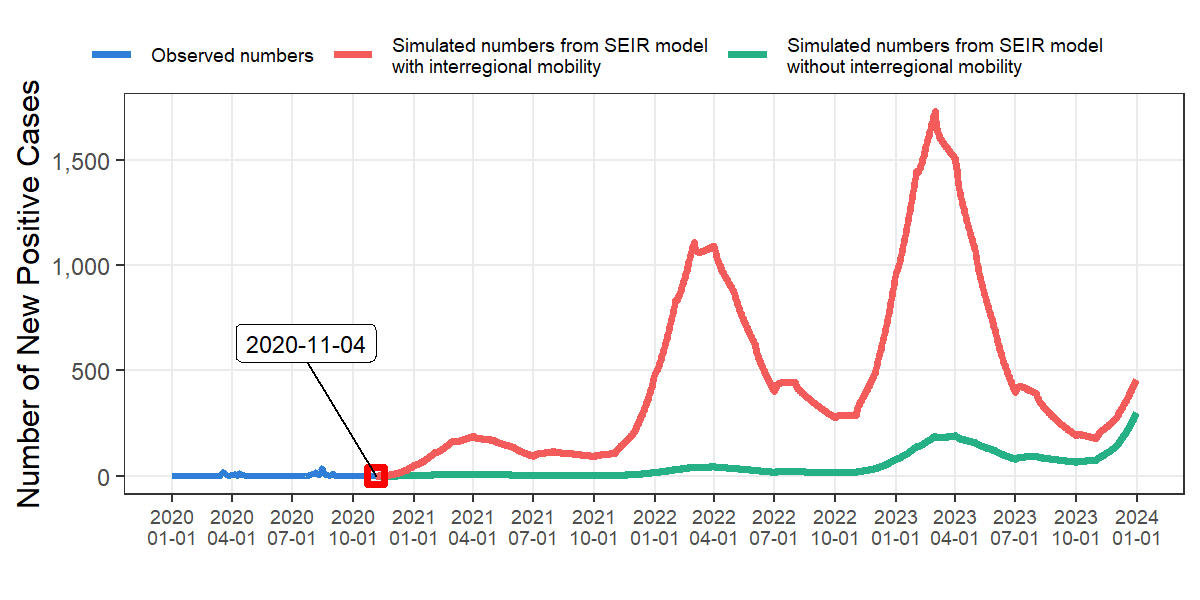 Observed numbers
Simulated numbers from SEIR model
with interregional mobility
Simulated numbers from SEIR model
without interregional mobility
Number of New Positive Cases
1,500
1,000
500
0
2020-11-04
2020 2020 2020 2020 2021 2021 2021 2021 2022 2022 2022 2022 2023 2023 2023 2023 2024
01-01 04-01 07-01 10-01 01-01 04-01 07-01 10-01 01-01 04-01 07-01 10-01 01-01 04-01 07-01 10-01 01-01